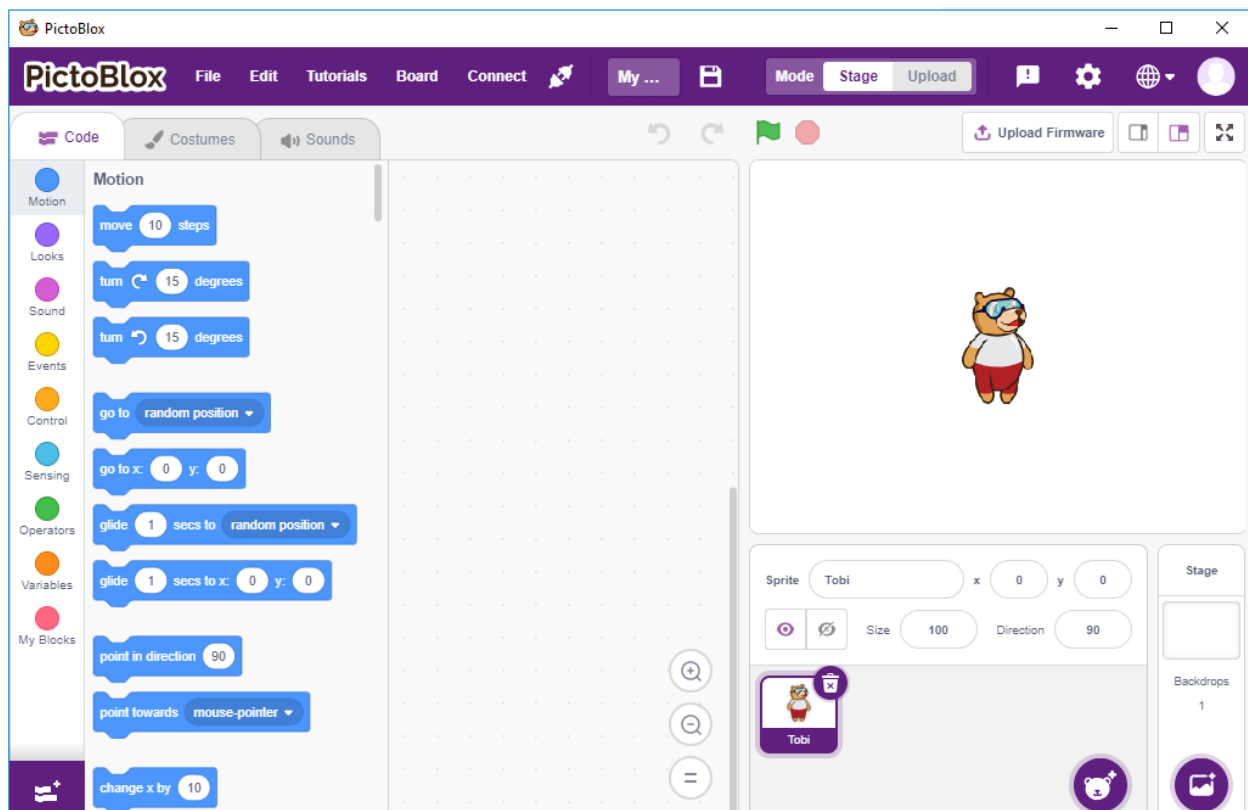 PictoBlox
PictoBlox File Edit Tutorials Board Connect My ... Mode Stage Upload
Code Costumes Sounds Upload Firmware
Motion
Looks
Sound
Events
Control
Sensing
Operators
Variables
My Blocks
Motion
move 10 steps
turn 15 degrees
turn 15 degrees
go to random position
go to x: 0 y: 0
glide 1 secs to random position
glide 1 secs to x: 0 y: 0
point in direction 90
point towards mouse-pointer
change x by 10
Sprite Tobi x 0 y 0
Size 100 Direction 90
Tobi
Stage
Backdrops
1